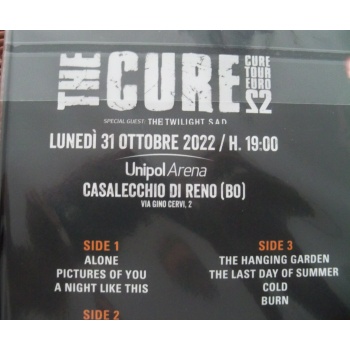 THE CURE
CURE
TOUR
EURO
22
SPECIAL GUEST: THE TWILIGHT SAD
LUNEDÌ 31 OTTOBRE 2022 / H. 19:00
Unipol Arena
CASALECCHIO DI RENO (BO)
VIA GINO CERVI, 2
SIDE 1
ALONE
PICTURES OF YOU
A NIGHT LIKE THIS
SIDE 2
SIDE 3
THE HANGING GARDEN
THE LAST DAY OF SUMMER
COLD
BURN